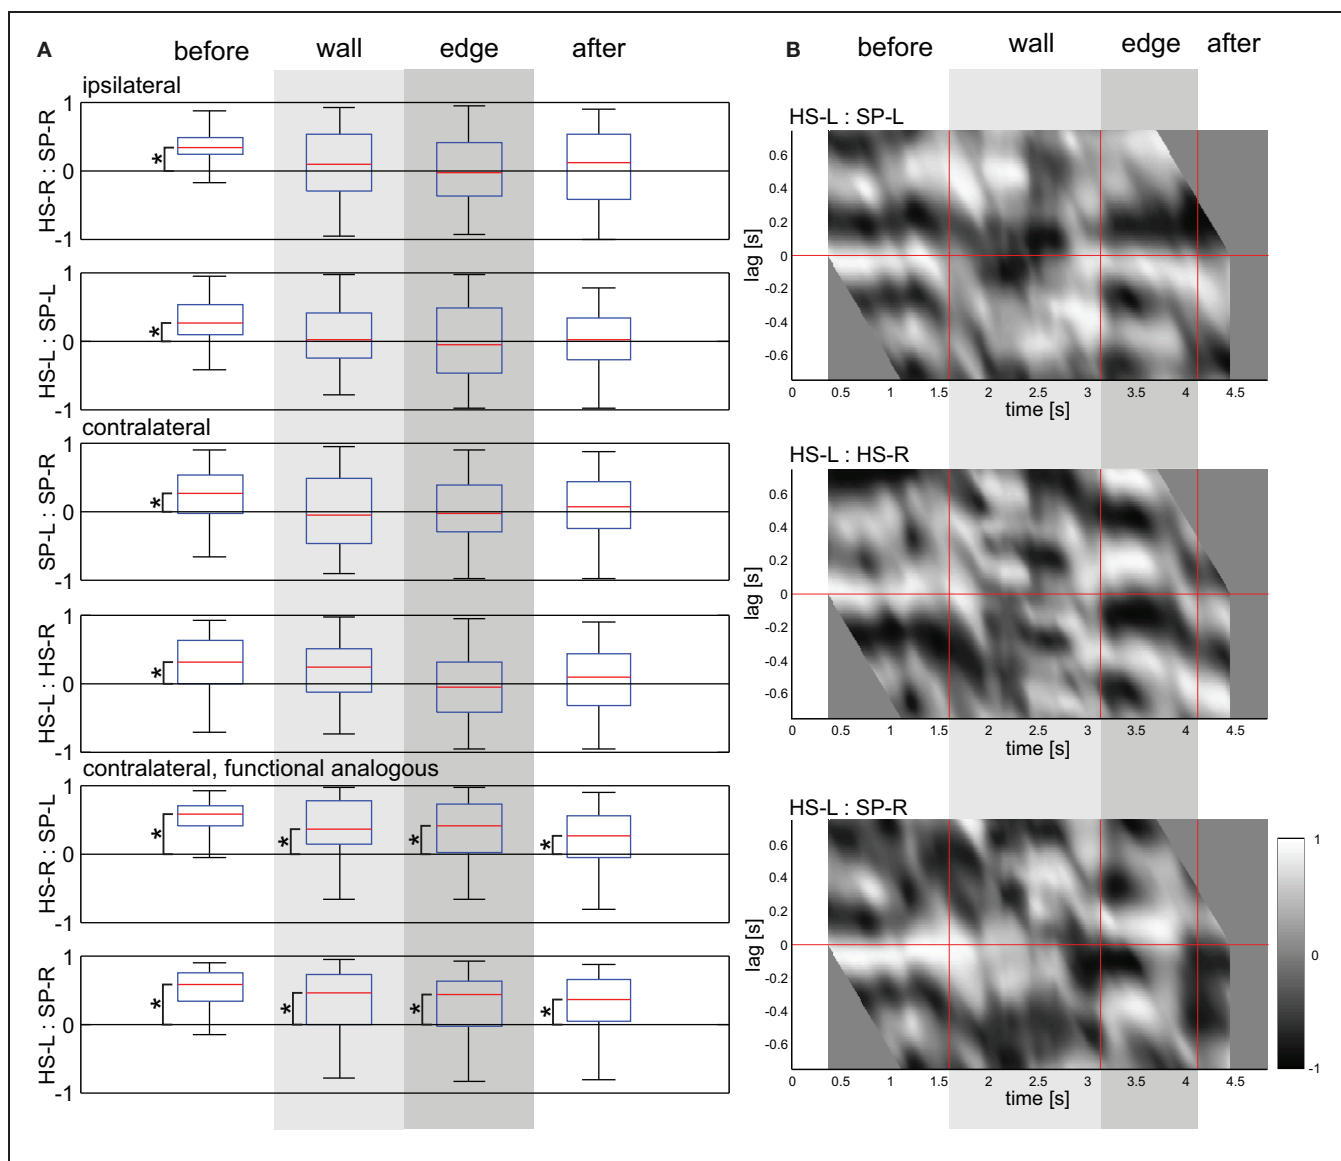 A
before
wall
edge
after
ipsilateral
HS-R : SP-R
1
0
-1
*
HS-L : SP-L
1
0
-1
*
contralateral
SP-L : SP-R
1
0
-1
*
HS-L : HS-R
1
0
-1
*
contralateral, functional analogous
HS-R : SP-L
1
0
-1
* * * *
HS-L : SP-R
1
0
-1
* * * *
B
before
wall
edge
after
HS-L : SP-L
lag [s]
0.6
0.4
0.2
0
-0.2
-0.4
-0.6
0 0.5 1 1.5 2 2.5 3 3.5 4 4.5
time [s]
HS-L : HS-R
lag [s]
0.6
0.4
0.2
0
-0.2
-0.4
-0.6
0 0.5 1 1.5 2 2.5 3 3.5 4 4.5
time [s]
HS-L : SP-R
lag [s]
0.6
0.4
0.2
0
-0.2
-0.4
-0.6
0 0.5 1 1.5 2 2.5 3 3.5 4 4.5
time [s]
1
0
-1